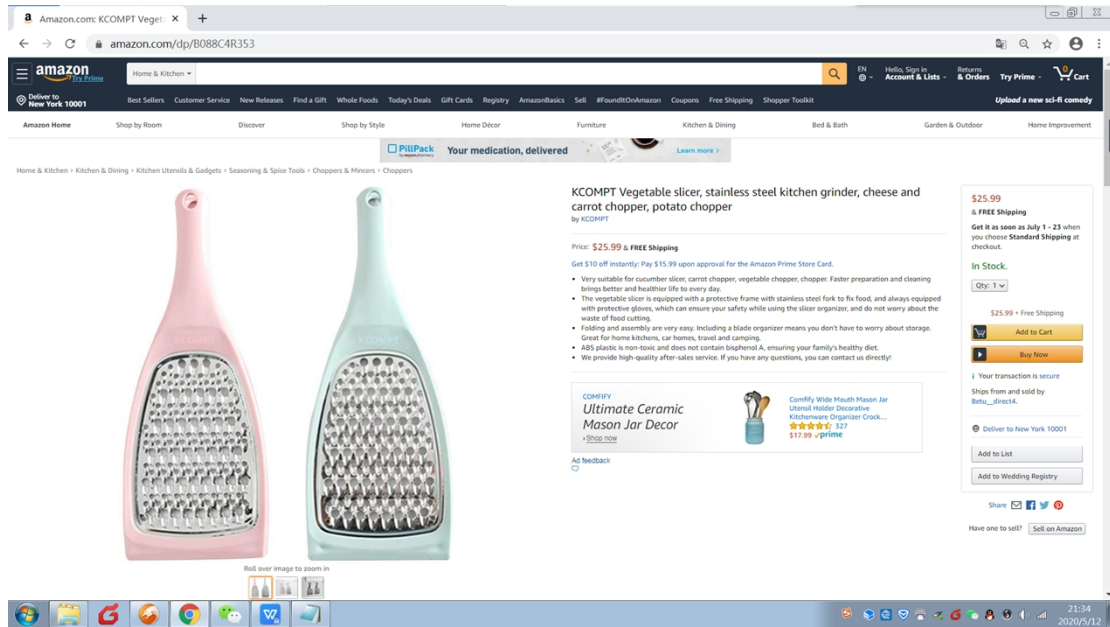 Amazon.com: KCOMPT Veget
amazon.com/dp/B088C4R353
amazon
Try Prime
Home & Kitchen
EN
Hello, Sign in
Account & Lists
Returns
& Orders
Try Prime
0
Cart
Deliver to
New York 10001
Best Sellers Customer Service New Releases Find a Gift Whole Foods Today's Deals Gift Cards Registry AmazonBasics Sell #FoundItOnAmazon Coupons Free Shipping Shopper Toolkit
Upload a new sci-fi comedy
Amazon Home Shop by Room Discover Shop by Style Home Décor Furniture Kitchen & Dining Bed & Bath Garden & Outdoor Home Improvement
PillPack
by amazon pharmacy
Your medication, delivered
Learn more ›
Home & Kitchen › Kitchen & Dining › Kitchen Utensils & Gadgets › Seasoning & Spice Tools › Choppers & Mincers › Choppers
KCOMPT
KCOMPT
Roll over image to zoom in
KCOMPT Vegetable slicer, stainless steel kitchen grinder, cheese and
carrot chopper, potato chopper
by KCOMPT
Price: $25.99 & FREE Shipping
Get $10 off instantly: Pay $15.99 upon approval for the Amazon Prime Store Card.
• Very suitable for cucumber slicer, carrot chopper, vegetable chopper, chopper. Faster preparation and cleaning
brings better and healthier life to every day.
• The vegetable slicer is equipped with a protective frame with stainless steel fork to fix food, and always equipped
with protective gloves, which can ensure your safety while using the slicer organizer, and do not worry about the
waste of food cutting.
• Folding and assembly are very easy. Including a blade organizer means you don't have to worry about storage.
Great for home kitchens, car homes, travel and camping.
• ABS plastic is non-toxic and does not contain bisphenol A, ensuring your family's healthy diet.
• We provide high-quality after-sales service. If you have any questions, you can contact us directly!
COMFIFY
Ultimate Ceramic
Mason Jar Decor
›Shop now
Comfify Wide Mouth Mason Jar
Utensil Holder Decorative
Kitchenware Organizer Crock...
327
$17.99 prime
Ad feedback
$25.99
& FREE Shipping
Get it as soon as July 1 - 23 when
you choose Standard Shipping at
checkout.
In Stock.
Qty: 1
$25.99 + Free Shipping
Add to Cart
Buy Now
Your transaction is secure
Ships from and sold by
Betu__direct4.
Deliver to New York 10001
Add to List
Add to Wedding Registry
Share
Have one to sell? Sell on Amazon
21:34
2020/5/12